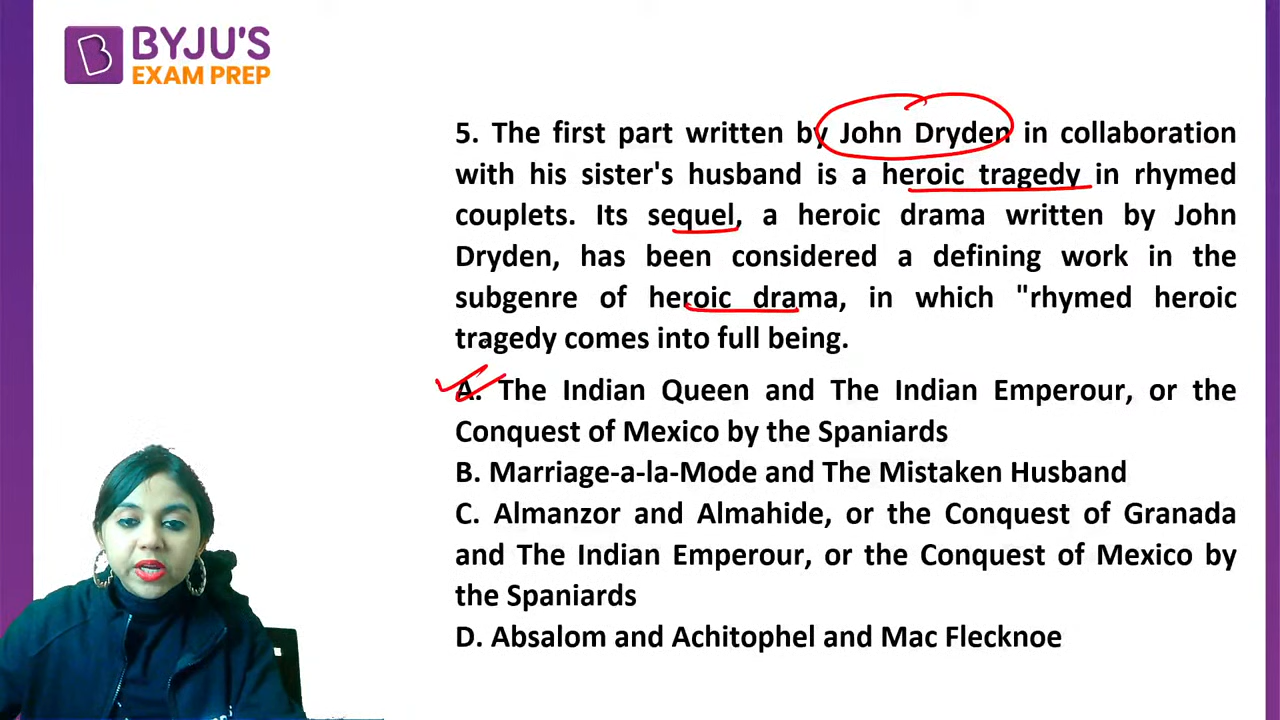 BYJU'S
EXAM PREP
5. The first part written by John Dryden in collaboration
with his sister's husband is a heroic tragedy in rhymed
couplets. Its sequel, a heroic drama written by John
Dryden, has been considered a defining work in the
subgenre of heroic drama, in which "rhymed heroic
tragedy comes into full being.
A. The Indian Queen and The Indian Emperour, or the
Conquest of Mexico by the Spaniards
B. Marriage-a-la-Mode and The Mistaken Husband
C. Almanzor and Almahide, or the Conquest of Granada
and The Indian Emperour, or the Conquest of Mexico by
the Spaniards
D. Absalom and Achitophel and Mac Flecknoe